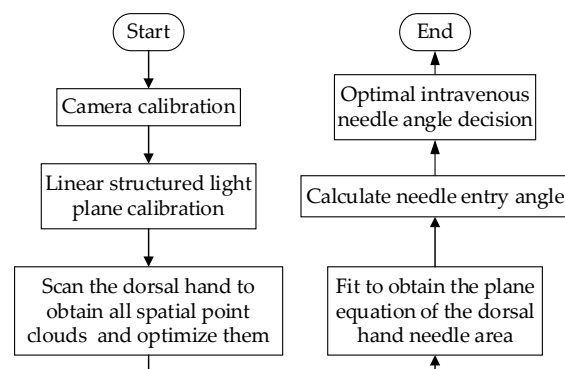 Start
Camera calibration
Linear structured light
plane calibration
Scan the dorsal hand to
obtain all spatial point
clouds and optimize them
End
Optimal intravenous
needle angle decision
Calculate needle entry angle
Fit to obtain the plane
equation of the dorsal
hand needle area